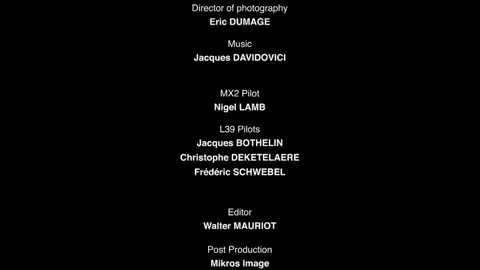 Director of photography
Eric DUMAGE
Music
Jacques DAVIDOVICI
MX2 Pilot
Nigel LAMB
L39 Pilots
Jacques BOTHELIN
Christophe DEKETELAERE
Frédéric SCHWEBEL
Editor
Walter MAURIOT
Post Production
Mikros Image